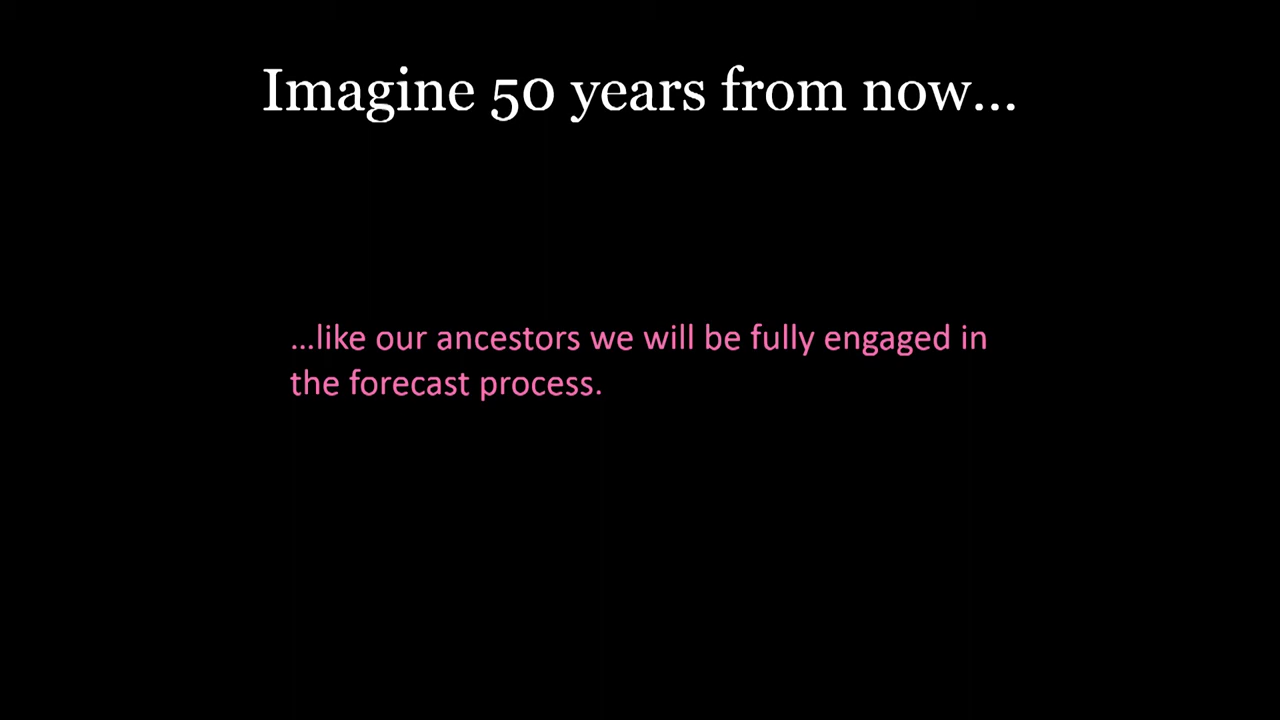 Imagine 50 years from now...
...like our ancestors we will be fully engaged in
the forecast process.